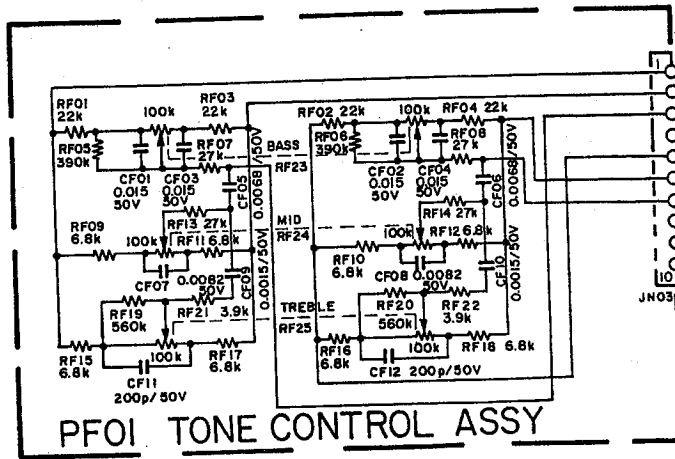 RF01
22k
100k
RF03
22k
RF05
390k
RF07
27k
CF01
0.015
50V
CF03
0.015
50V
CF05
0.0068/50V
BASS
RF23
RF02 22k
100k
RF04 22k
RF06
390k
RF08
27k
CF02
0.015
50V
CF04
0.015
50V
CF06
0.0068/50V
RF09
6.8k
RF13 27k
100k
RF11 6.8k
CF07
0.0082
50V
CF09
0.0015/50V
MID
RF24
RF14 27k
100k
RF12 6.8k
RF10
6.8k
CF08 0.0082
50V
CF10
0.0015/50V
RF19
560k
RF21 3.9k
TREBLE
RF25
RF20
560k
RF22
3.9k
RF15
6.8k
100k
RF17
6.8k
CF11
200p/50V
RF16
6.8k
100k
RF18 6.8k
CF12 200p/50V
1
10
JN03
PF01 TONE CONTROL ASSY